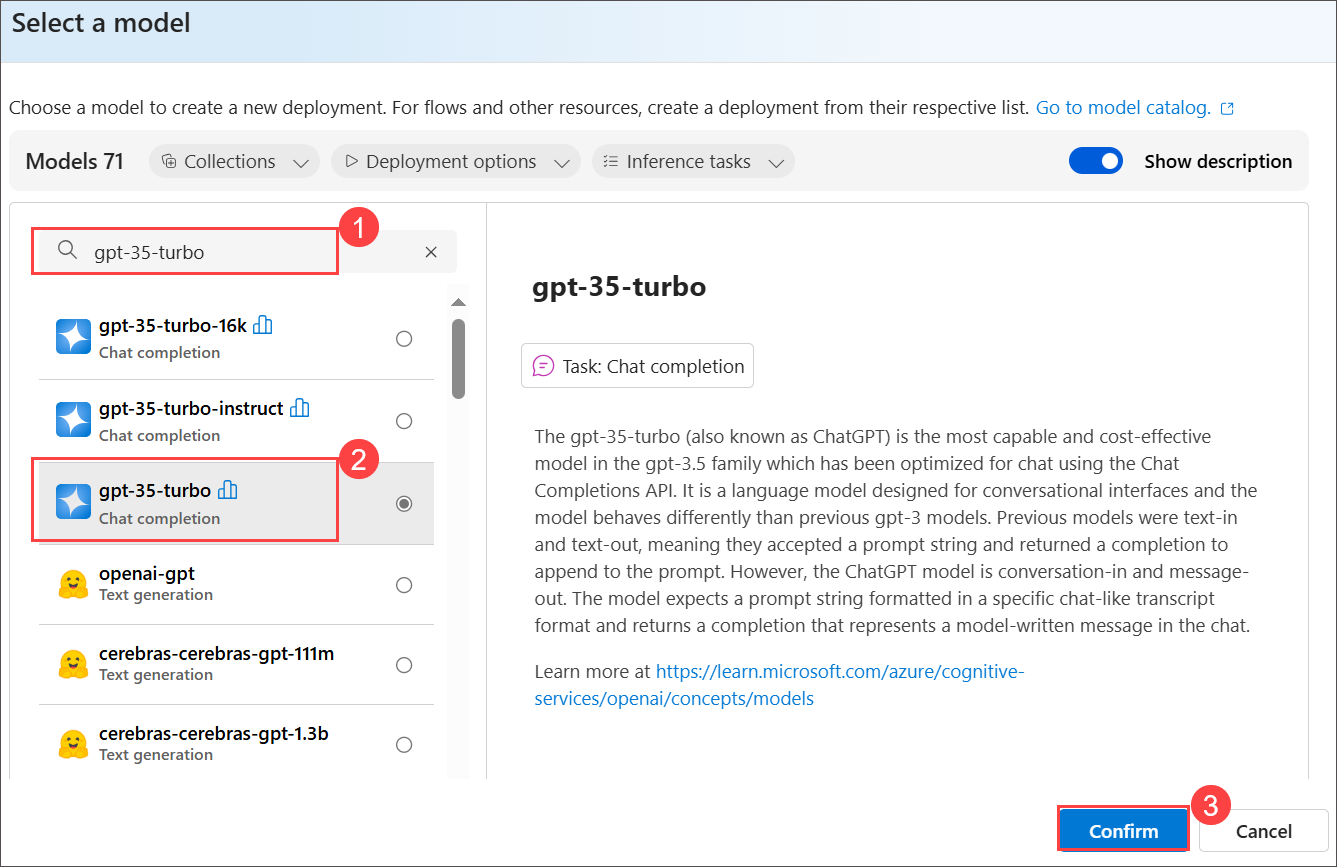 Select a model
Choose a model to create a new deployment. For flows and other resources, create a deployment from their respective list. Go to model catalog.
Models 71 Collections Deployment options Inference tasks Show description
1
gpt-35-turbo
gpt-35-turbo-16k
Chat completion
gpt-35-turbo-instruct
Chat completion
2
gpt-35-turbo
Chat completion
openai-gpt
Text generation
cerebras-cerebras-gpt-111m
Text generation
cerebras-cerebras-gpt-1.3b
Text generation
gpt-35-turbo
Task: Chat completion
The gpt-35-turbo (also known as ChatGPT) is the most capable and cost-effective
model in the gpt-3.5 family which has been optimized for chat using the Chat
Completions API. It is a language model designed for conversational interfaces and the
model behaves differently than previous gpt-3 models. Previous models were text-in
and text-out, meaning they accepted a prompt string and returned a completion to
append to the prompt. However, the ChatGPT model is conversation-in and message-
out. The model expects a prompt string formatted in a specific chat-like transcript
format and returns a completion that represents a model-written message in the chat.
Learn more at https://learn.microsoft.com/azure/cognitive-
services/openai/concepts/models
3
Confirm Cancel